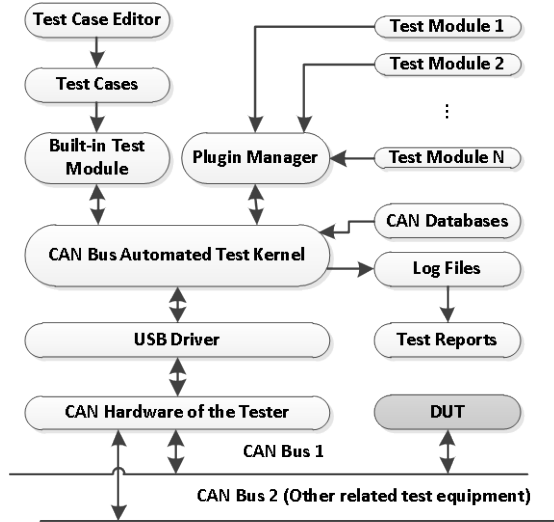 Test Case Editor
Test Cases
Built-in Test
Module
Test Module 1
Test Module 2
⋮
Plugin Manager
Test Module N
CAN Databases
CAN Bus Automated Test Kernel
Log Files
USB Driver
Test Reports
CAN Hardware of the Tester
DUT
CAN Bus 1
CAN Bus 2 (Other related test equipment)